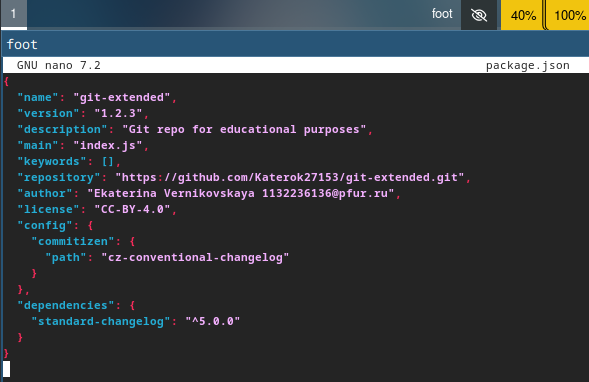 1 foot 40% 100%
foot
GNU nano 7.2 package.json
{
  "name": "git-extended",
  "version": "1.2.3",
  "description": "Git repo for educational purposes",
  "main": "index.js",
  "keywords": [],
  "repository": "https://github.com/Katerok27153/git-extended.git",
  "author": "Ekaterina Vernikovskaya 1132236136@pfur.ru",
  "license": "CC-BY-4.0",
  "config": {
    "commitizen": {
      "path": "cz-conventional-changelog"
    }
  },
  "dependencies": {
    "standard-changelog": "^5.0.0"
  }
}